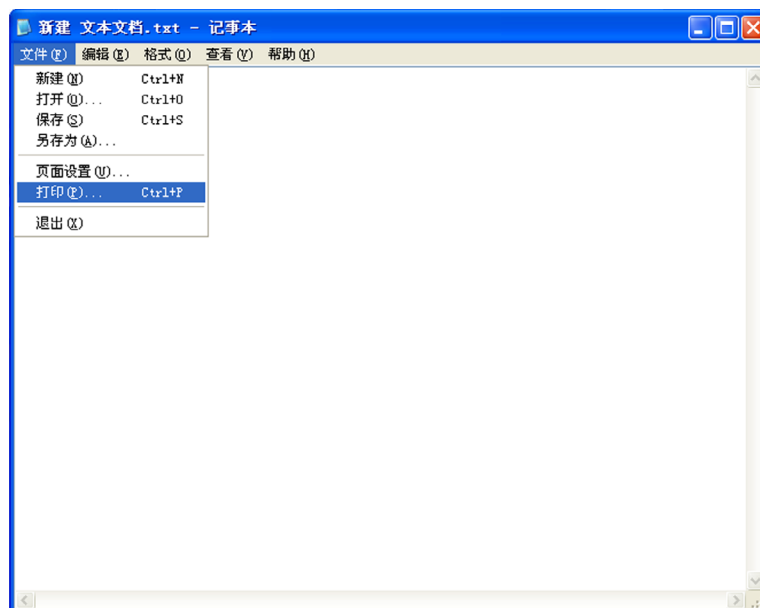 新建 文本文档.txt - 记事本
文件(F) 编辑(E) 格式(O) 查看(V) 帮助(H)
新建(N) Ctrl+N
打开(O)... Ctrl+O
保存(S) Ctrl+S
另存为(A)...
页面设置(U)...
打印(P)... Ctrl+P
退出(X)